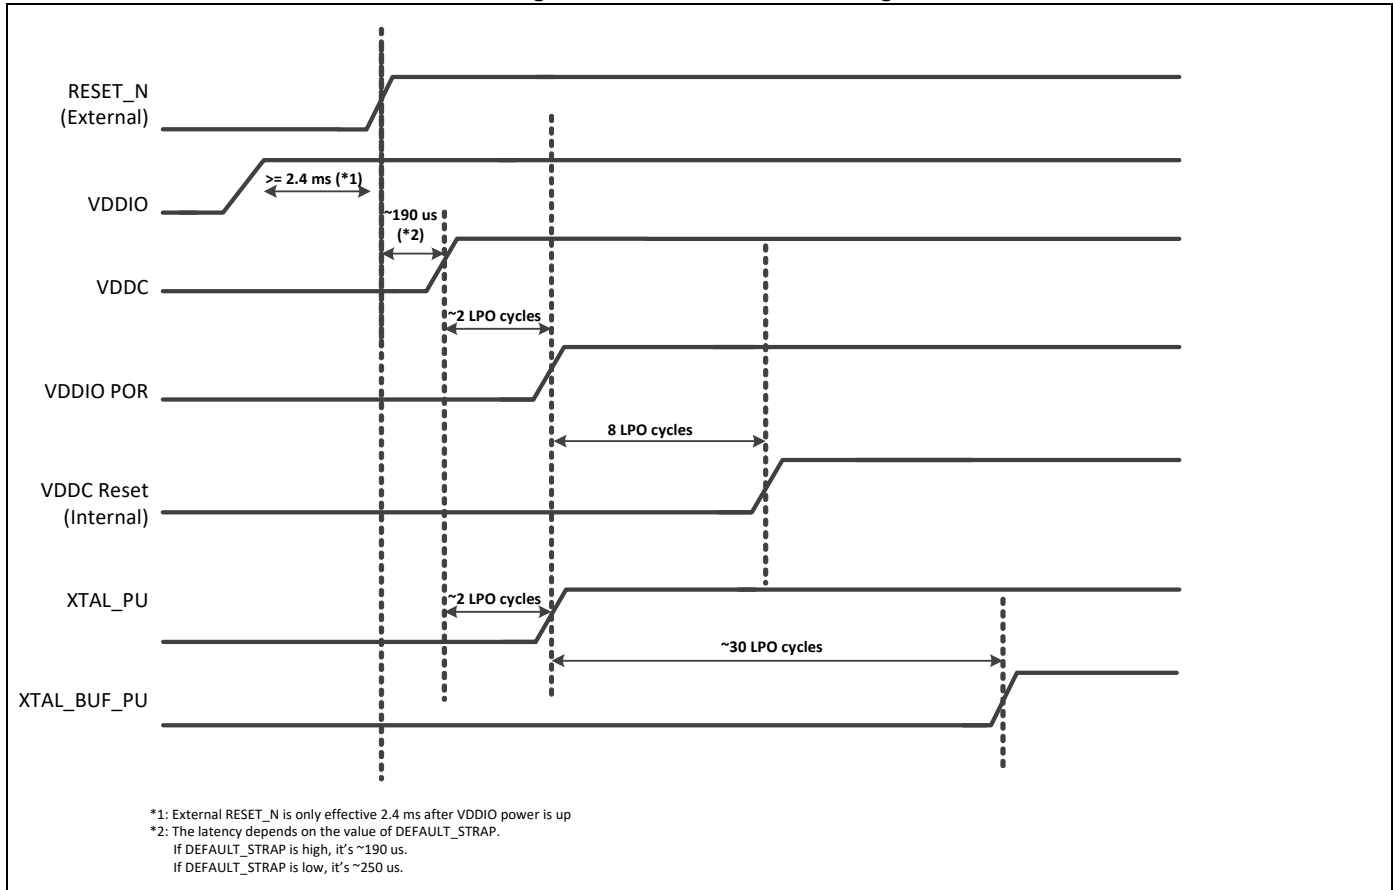 RESET_N
(External)
>= 2.4 ms (*1)
VDDIO
~190 us
(*2)
VDDC
~2 LPO cycles
VDDIO POR
8 LPO cycles
VDDC Reset
(Internal)
XTAL_PU
~2 LPO cycles
~30 LPO cycles
XTAL_BUF_PU
*1: External RESET_N is only effective 2.4 ms after VDDIO power is up
*2: The latency depends on the value of DEFAULT_STRAP.
If DEFAULT_STRAP is high, it's ~190 us.
If DEFAULT_STRAP is low, it's ~250 us.